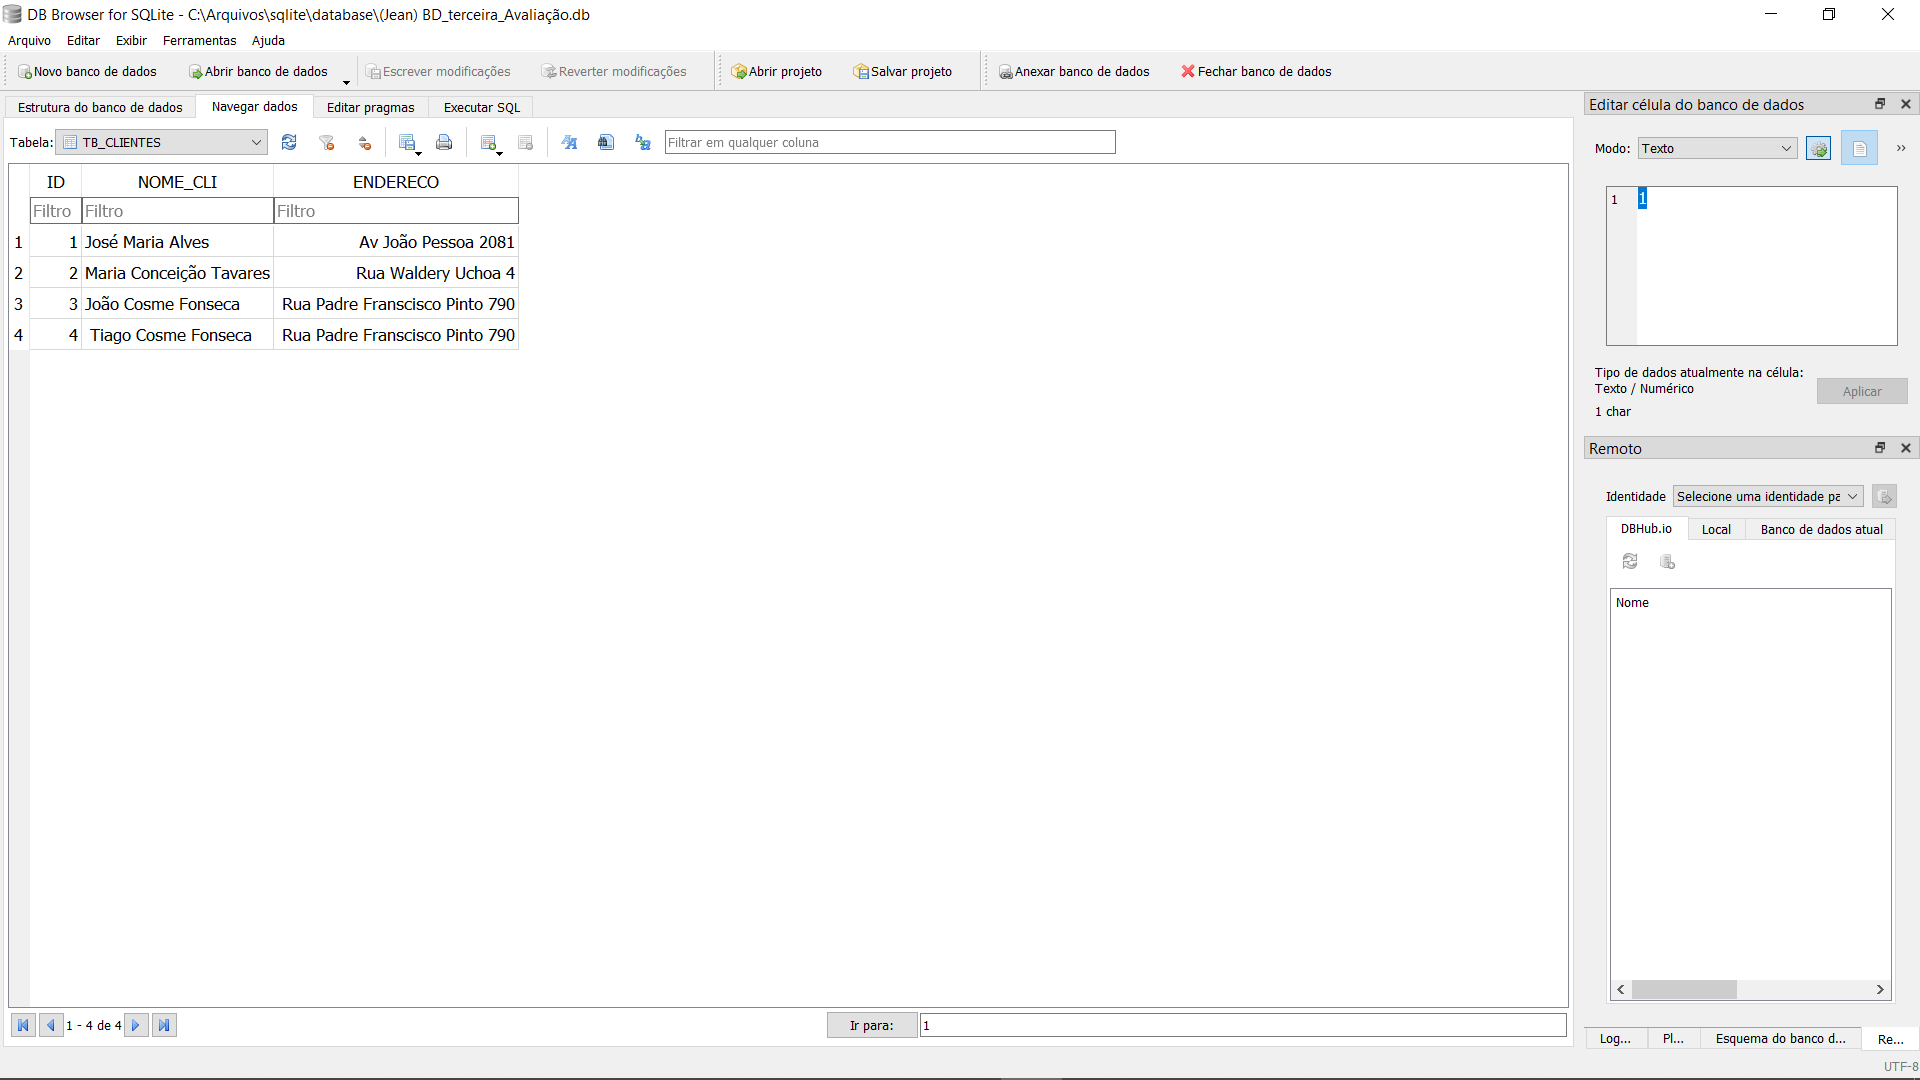 DB Browser for SQLite - C:\Arquivos\sqlite\database\(Jean) BD_terceira_Avaliação.db
Arquivo Editar Exibir Ferramentas Ajuda
Novo banco de dados Abrir banco de dados Escrever modificações Reverter modificações Abrir projeto Salvar projeto Anexar banco de dados Fechar banco de dados
Estrutura do banco de dados Navegar dados Editar pragmas Executar SQL
Tabela: TB_CLIENTES Filtrar em qualquer coluna
ID NOME_CLI ENDERECO
Filtro Filtro Filtro
1 1 José Maria Alves Av João Pessoa 2081
2 2 Maria Conceição Tavares Rua Waldery Uchoa 4
3 3 João Cosme Fonseca Rua Padre Franscisco Pinto 790
4 4 Tiago Cosme Fonseca Rua Padre Franscisco Pinto 790
1 - 4 de 4 Ir para: 1
Editar célula do banco de dados
Modo: Texto
1 1
Tipo de dados atualmente na célula:
Texto / Numérico
Aplicar
1 char
Remoto
Identidade Selecione uma identidade pa
DBHub.io Local Banco de dados atual
Nome
Log... Pl... Esquema do banco d... Re...
UTF-8